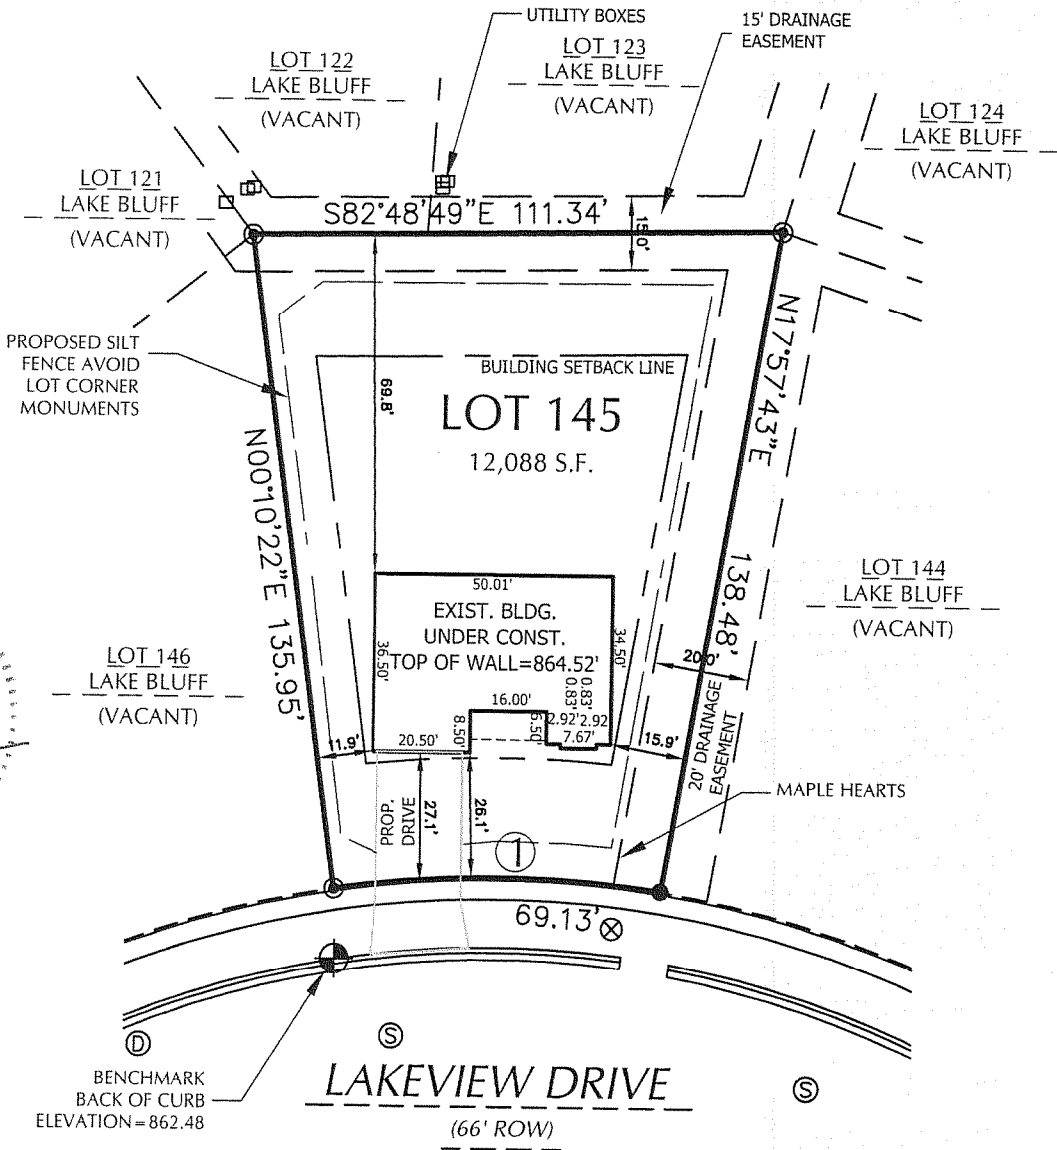 UTILITY BOXES
15' DRAINAGE
EASEMENT
LOT 122
LAKE BLUFF
(VACANT)
LOT 123
LAKE BLUFF
(VACANT)
LOT 124
LAKE BLUFF
(VACANT)
LOT 121
LAKE BLUFF
(VACANT)
S82°48'49"E 111.34'
15.0'
PROPOSED SILT
FENCE AVOID
LOT CORNER
MONUMENTS
BUILDING SETBACK LINE
69.8'
LOT 145
12,088 S.F.
N17°57'43"E
138.48'
N00°10'22"E 135.95'
LOT 144
LAKE BLUFF
(VACANT)
50.01'
EXIST. BLDG.
UNDER CONST.
TOP OF WALL=864.52'
36.50'
34.50'
LOT 146
LAKE BLUFF
(VACANT)
20.0'
20' DRAINAGE
EASEMENT
16.00'
0.83'
0.83'
8.50'
6.50'
2.92'
2.92
7.67'
11.9'
20.50'
15.9'
PROP.
DRIVE
27.1'
26.1'
MAPLE HEARTS
1
69.13'
D
S
S
BENCHMARK
BACK OF CURB
ELEVATION=862.48
LAKEVIEW DRIVE
(66' ROW)